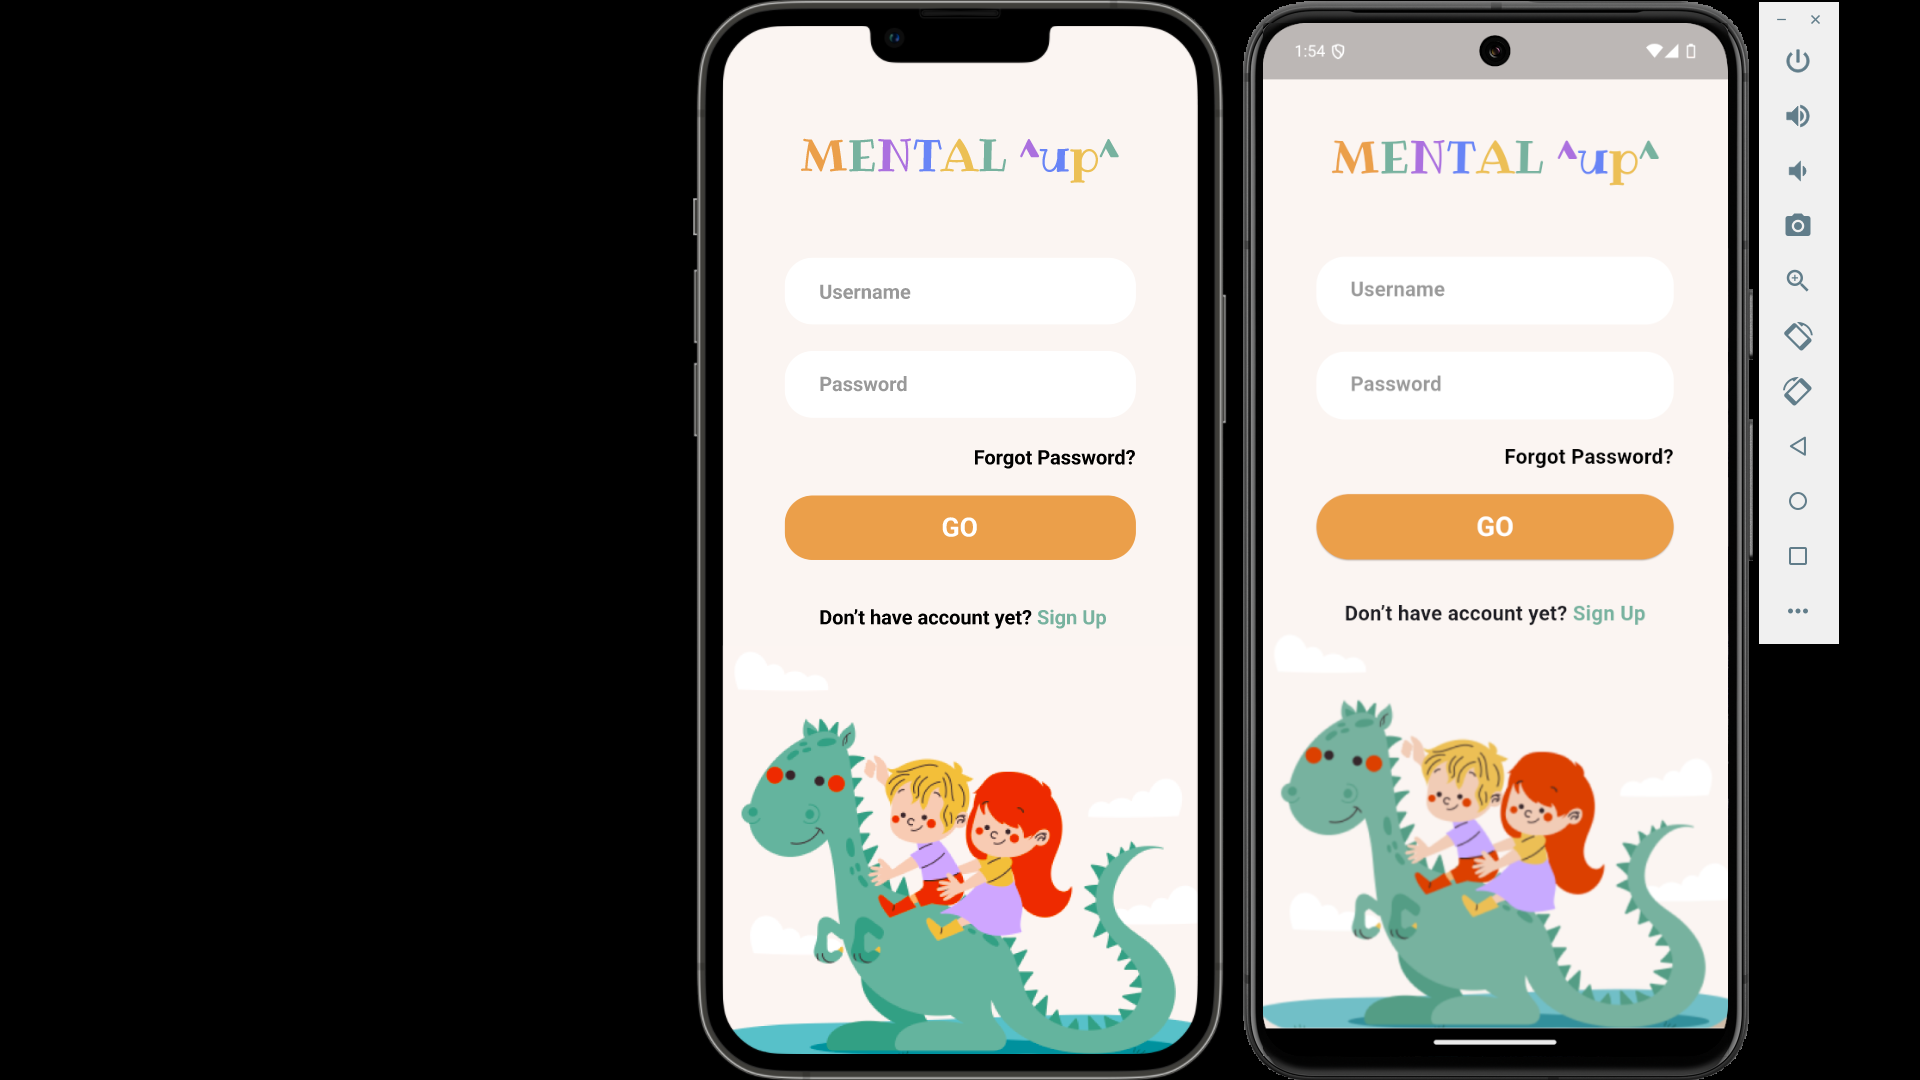 MENTAL ^up^
Username
Password
Forgot Password?
GO
Don’t have account yet? Sign Up
1:54
MENTAL ^up^
Username
Password
Forgot Password?
GO
Don’t have account yet? Sign Up